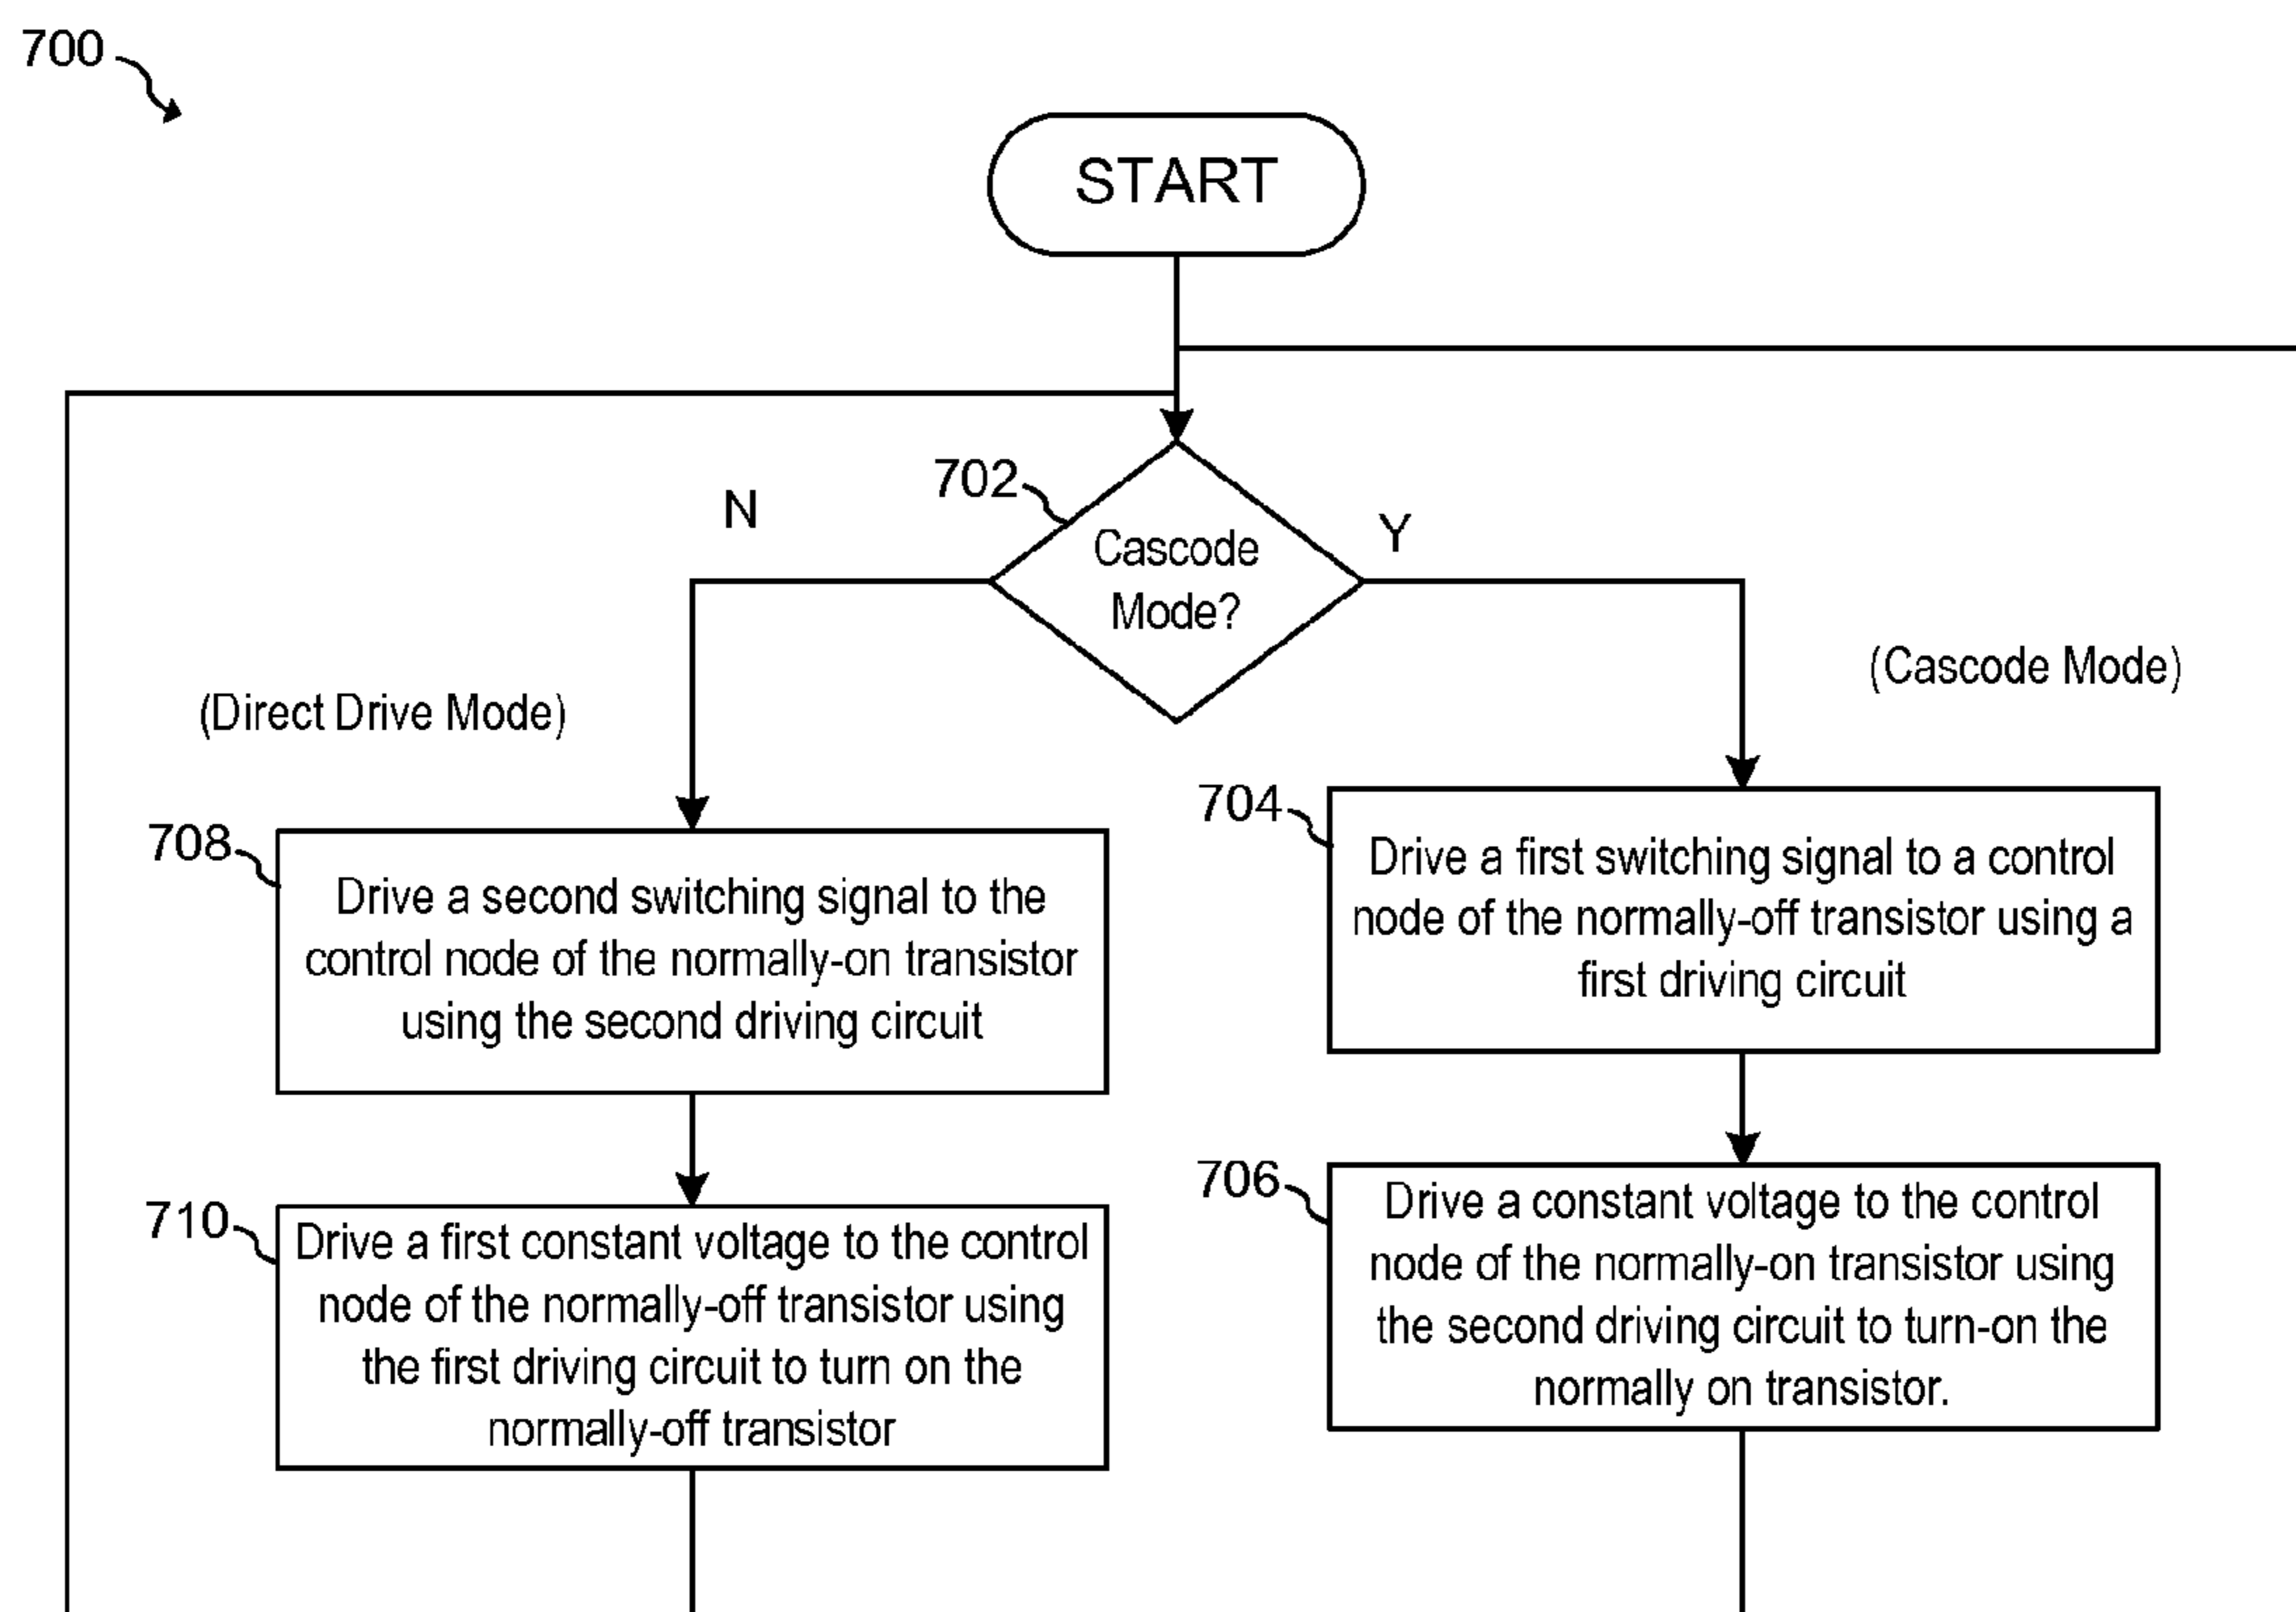 700
START
702
N
Y
Cascode
Mode?
(Direct Drive Mode)
(Cascode Mode)
708
Drive a second switching signal to the
control node of the normally-on transistor
using the second driving circuit
704
Drive a first switching signal to a control
node of the normally-off transistor using a
first driving circuit
710
Drive a first constant voltage to the control
node of the normally-off transistor using
the first driving circuit to turn on the
normally-off transistor
706
Drive a constant voltage to the control
node of the normally-on transistor using
the second driving circuit to turn-on the
normally on transistor.